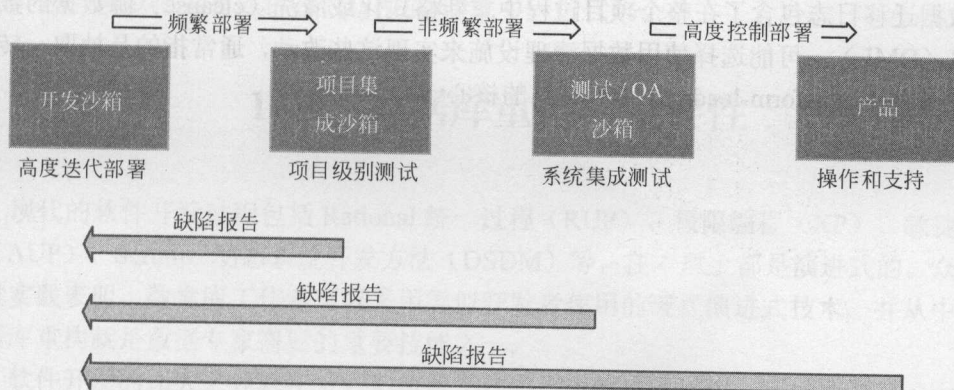 频繁部署
非频繁部署
高度控制部署
开发沙箱
项目集
成沙箱
测试 / QA
沙箱
产品
高度迭代部署
项目级别测试
系统集成测试
操作和支持
缺陷报告
缺陷报告
缺陷报告